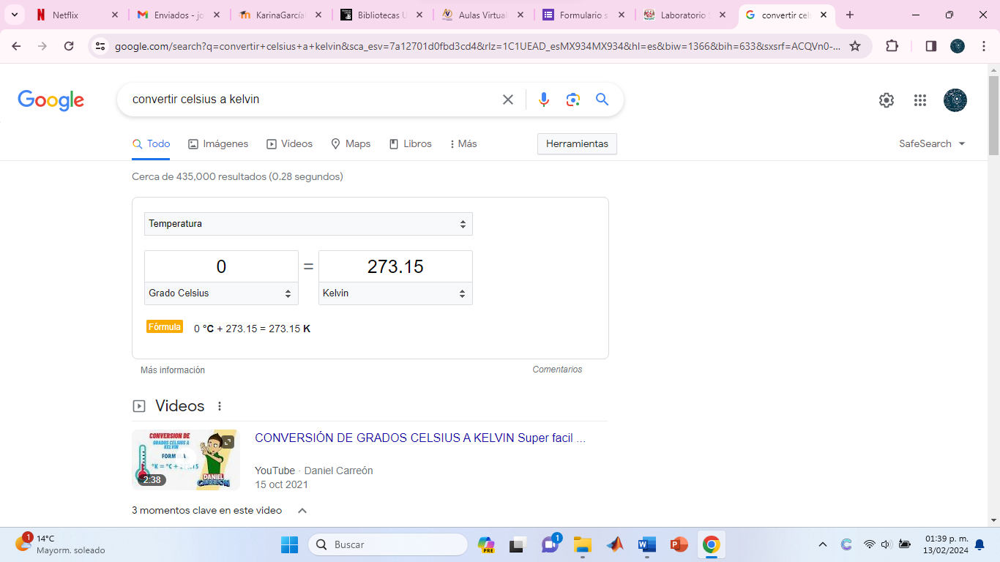 Netflix
Enviados - jo
KarinaGarcía
Bibliotecas U
Aulas Virtual
Formulario s
Laboratorio
convertir cel
google.com/search?q=convertir+celsius+a+kelvin&sca_esv=7a12701d0fbd3cd4&rlz=1C1UEAD_esMX934MX934&hl=es&biw=1366&bih=633&sxsrf=ACQVn0-...
Google
convertir celsius a kelvin
Todo
Imágenes
Videos
Maps
Libros
Más
Herramientas
SafeSearch
Cerca de 435,000 resultados (0.28 segundos)
Temperatura
0 = 273.15
Grado Celsius
Kelvin
Fórmula 0 °C + 273.15 = 273.15 K
Más información
Comentarios
Videos
CONVERSION DE
GRADOS CELSIUS A
KELVIN
FORMULA
°K = °C + 273.15
DANIEL
CARREÓN
2:38
CONVERSIÓN DE GRADOS CELSIUS A KELVIN Super facil ...
YouTube · Daniel Carreón
15 oct 2021
3 momentos clave en este video
1
14°C
Mayorm. soleado
Buscar
PRE
1
01:39 p. m.
13/02/2024